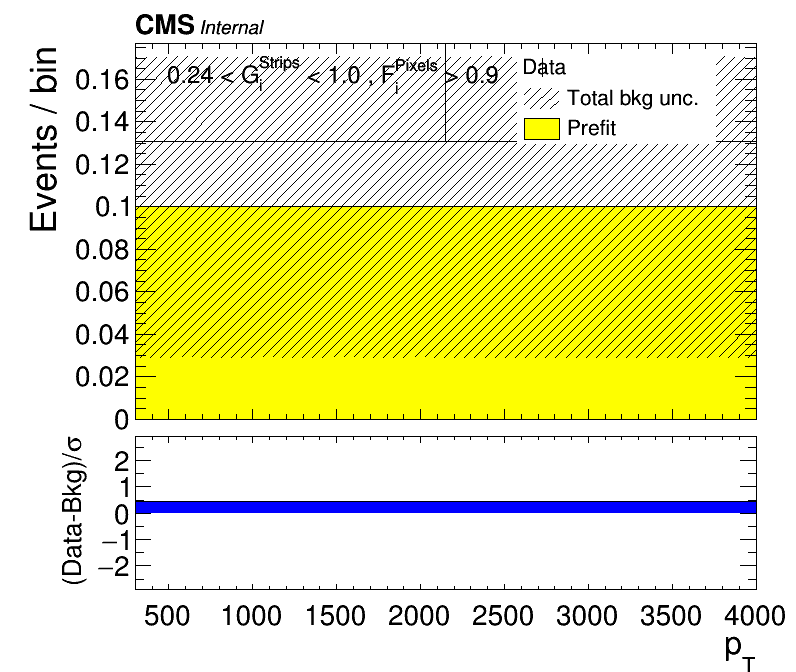 CMS Internal
Events / bin
0.24 < G_i^Strips < 1.0 , F_i^Pixels > 0.9
Data
Total bkg unc.
Prefit
0.16
0.14
0.12
0.1
0.08
0.06
0.04
0.02
0
(Data-Bkg)/σ
2
1
0
−1
−2
500 1000 1500 2000 2500 3000 3500 4000
p_T